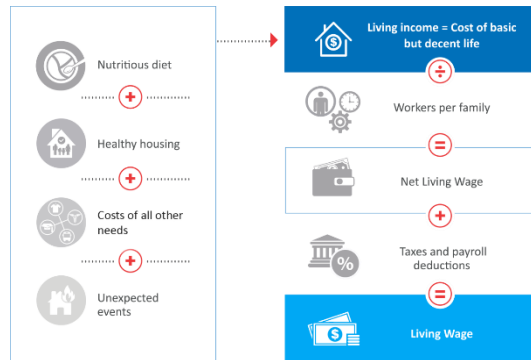 Nutritious diet
+
Healthy housing
+
Costs of all other
needs
+
Unexpected
events
$
Living income = Cost of basic
but decent life
÷
Workers per family
=
Net Living Wage
+
%
Taxes and payroll
deductions
=
$
Living Wage